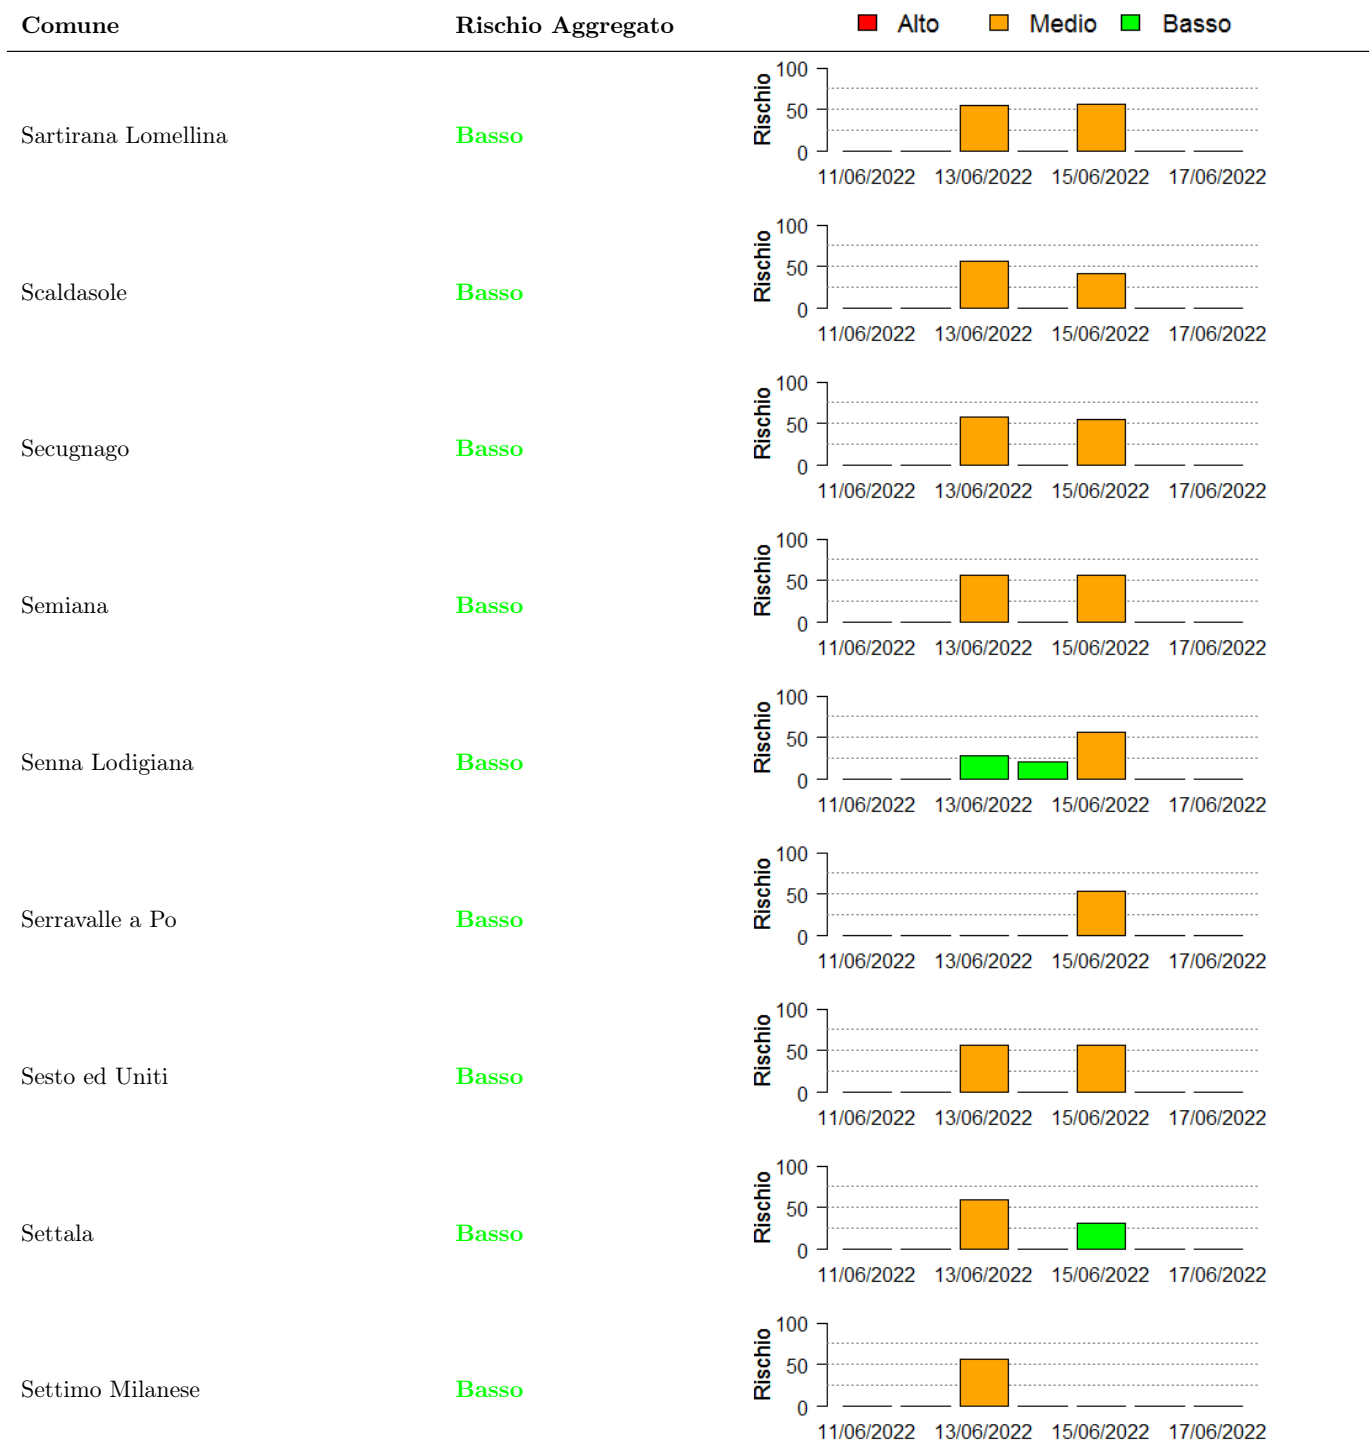 Comune Rischio Aggregato Alto Medio Basso
Sartirana Lomellina Basso
Rischio
100
50
0
11/06/2022 13/06/2022 15/06/2022 17/06/2022
Scaldasole Basso
Rischio
100
50
0
11/06/2022 13/06/2022 15/06/2022 17/06/2022
Secugnago Basso
Rischio
100
50
0
11/06/2022 13/06/2022 15/06/2022 17/06/2022
Semiana Basso
Rischio
100
50
0
11/06/2022 13/06/2022 15/06/2022 17/06/2022
Senna Lodigiana Basso
Rischio
100
50
0
11/06/2022 13/06/2022 15/06/2022 17/06/2022
Serravalle a Po Basso
Rischio
100
50
0
11/06/2022 13/06/2022 15/06/2022 17/06/2022
Sesto ed Uniti Basso
Rischio
100
50
0
11/06/2022 13/06/2022 15/06/2022 17/06/2022
Settala Basso
Rischio
100
50
0
11/06/2022 13/06/2022 15/06/2022 17/06/2022
Settimo Milanese Basso
Rischio
100
50
0
11/06/2022 13/06/2022 15/06/2022 17/06/2022